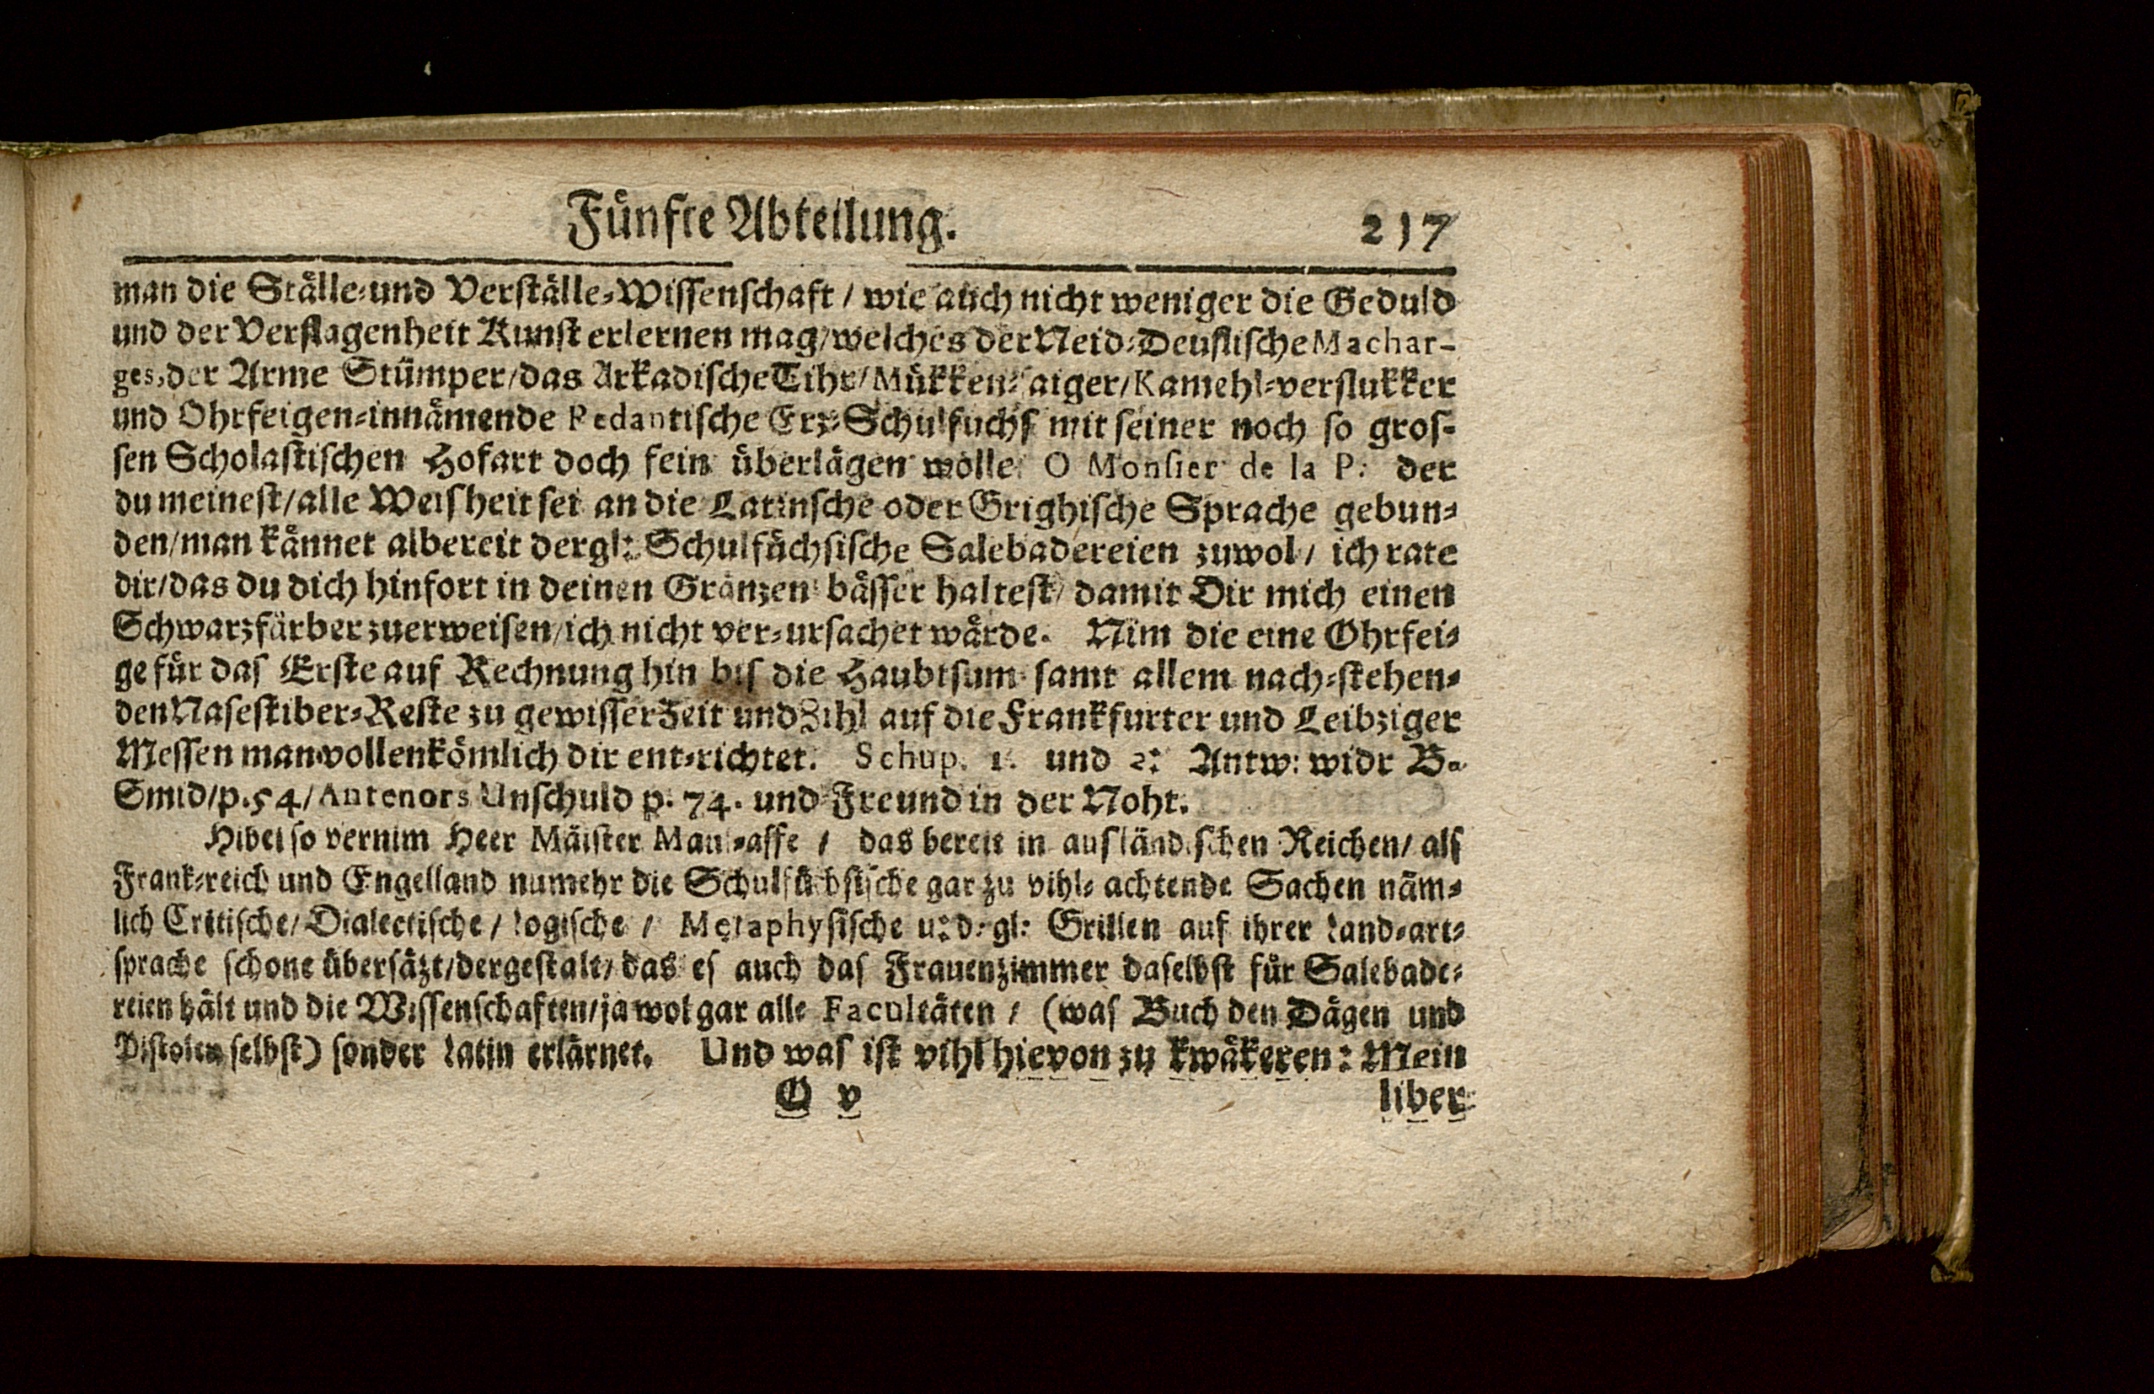 Fünfte Abteilung. 217
man die Ställe-und Verställe-Wissenschaft / wie auch nicht weniger die Geduld
und der Verslagenheit Kunst erlernen mag/welches der Neid-Deuflische Machar-
ges, der Arme Stümper/das Arkadische Tihr/Mükken-saiger/Kamehl-verslukker
und Ohrfeigen-innämende Pedantische Erz-Schulfuchs mit seiner noch so gros-
sen Scholastischen Hofart doch fein überlägen wolle. O Monsier de la P. der
du meinest/alle Weisheit sei an die Latinsche oder Grighische Sprache gebun-
den/man kännet albereit dergl: Schulfüchsische Salebadereien zuwol/ ich rate
dir/das du dich hinfort in deinen Gränzen bässer haltest/ damit Dir mich einen
Schwarzfärber zuerweisen/ich nicht ver-ursachet wärde. Nim die eine Ohrfei-
ge für das Erste auf Rechnung hin bis die Haubtsum samt allem nach-stehen-
den Nasestiber-Reste zu gewisser Zeit und Zihl auf die Frankfurter und Leibziger
Messen man vollenkömlich dir ent-richtet. Schup. 1. und 2: Antw: widr B.
Smid/p.54/Antenors Unschuld p. 74. und Freund in der Noht.
Hibei so vernim Heer Mäister Maul-affe / das bereit in ausländischen Reichen/ als
Frank-reich und Engelland numehr die Schulfüchsische gar zu vihl- achtende Sachen näm-
lich Critische/Dialectische/ logische / Metaphysische u: d. gl: Grillen auf ihrer land-art-
sprache schone übersäzt/dergestalt/das es auch das Frauenzimmer daselbst für Salebade-
reien hält und die Wissenschaften/ja wol gar alle Facultäten / (was Buch den Dägen und
Pistolen selbst) sonder latin erlärnet. Und was ist vihl hievon zu kwäkeren: Mein
O v liber